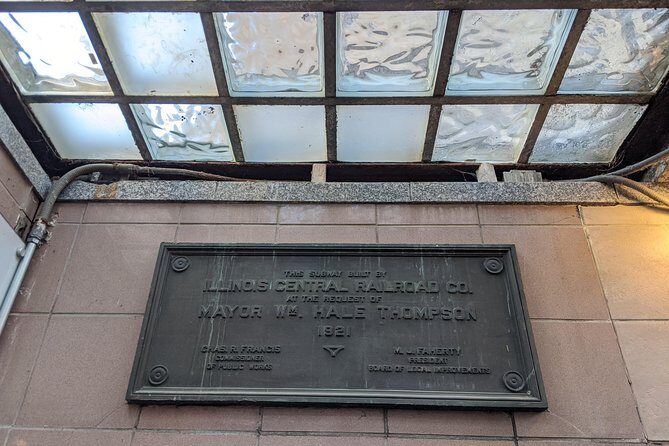 THIS SUBWAY BUILT BY
ILLINOIS CENTRAL RAILROAD CO.
AT THE REQUEST OF
MAYOR WM. HALE THOMPSON
1921
CHAS. R. FRANCIS
COMMISSIONER
OF PUBLIC WORKS
M. J. FAHERTY
PRESIDENT
BOARD OF LOCAL IMPROVEMENTS